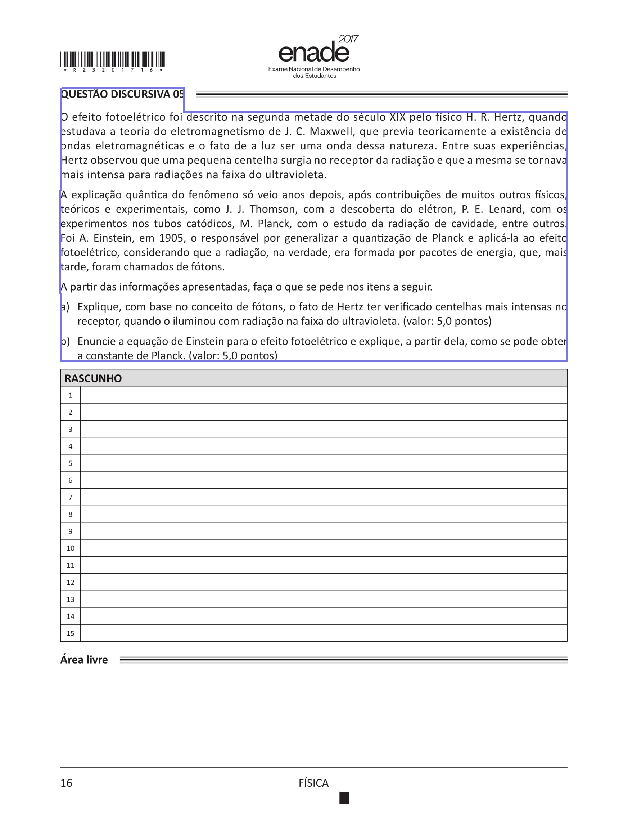 2017
enade
Exame Nacional de Desempenho
dos Estudantes
* R 2 3 2 0 1 7 1 6 *
QUESTÃO DISCURSIVA 05
O efeito fotoelétrico foi descrito na segunda metade do século XIX pelo físico H. R. Hertz, quando
estudava a teoria do eletromagnetismo de J. C. Maxwell, que previa teoricamente a existência de
ondas eletromagnéticas e o fato de a luz ser uma onda dessa natureza. Entre suas experiências,
Hertz observou que uma pequena centelha surgia no receptor da radiação e que a mesma se tornava
mais intensa para radiações na faixa do ultravioleta.
A explicação quântica do fenômeno só veio anos depois, após contribuições de muitos outros físicos,
teóricos e experimentais, como J. J. Thomson, com a descoberta do elétron, P. E. Lenard, com os
experimentos nos tubos catódicos, M. Planck, com o estudo da radiação de cavidade, entre outros.
Foi A. Einstein, em 1905, o responsável por generalizar a quantização de Planck e aplicá-la ao efeito
fotoelétrico, considerando que a radiação, na verdade, era formada por pacotes de energia, que, mais
tarde, foram chamados de fótons.
A partir das informações apresentadas, faça o que se pede nos itens a seguir.
a) Explique, com base no conceito de fótons, o fato de Hertz ter verificado centelhas mais intensas no
receptor, quando o iluminou com radiação na faixa do ultravioleta. (valor: 5,0 pontos)
b) Enuncie a equação de Einstein para o efeito fotoelétrico e explique, a partir dela, como se pode obter
a constante de Planck. (valor: 5,0 pontos)
RASCUNHO
1
2
3
4
5
6
7
8
9
10
11
12
13
14
15
Área livre
16 FÍSICA